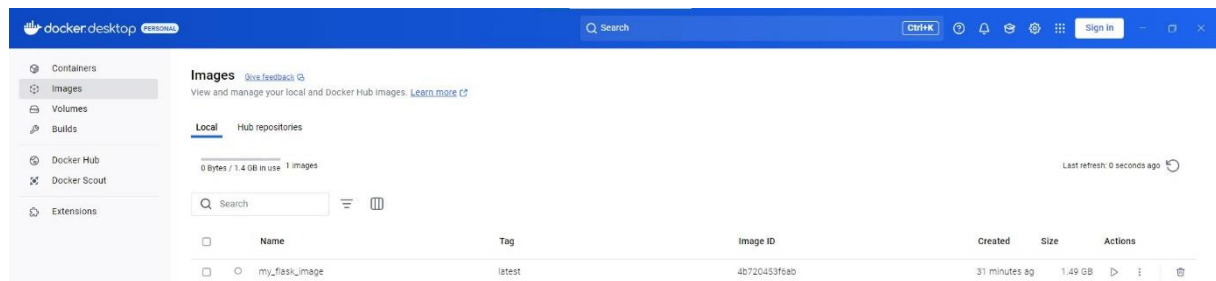 docker.desktop PERSONAL
Search
Ctrl+K
Sign in
Containers
Images
Volumes
Builds
Docker Hub
Docker Scout
Extensions
Images Give feedback
View and manage your local and Docker Hub images. Learn more
Local Hub repositories
0 Bytes / 1.4 GB in use 1 images
Last refresh: 0 seconds ago
Search
Name Tag Image ID Created Size Actions
my_flask_image latest 4b720453f6ab 31 minutes ag 1.49 GB